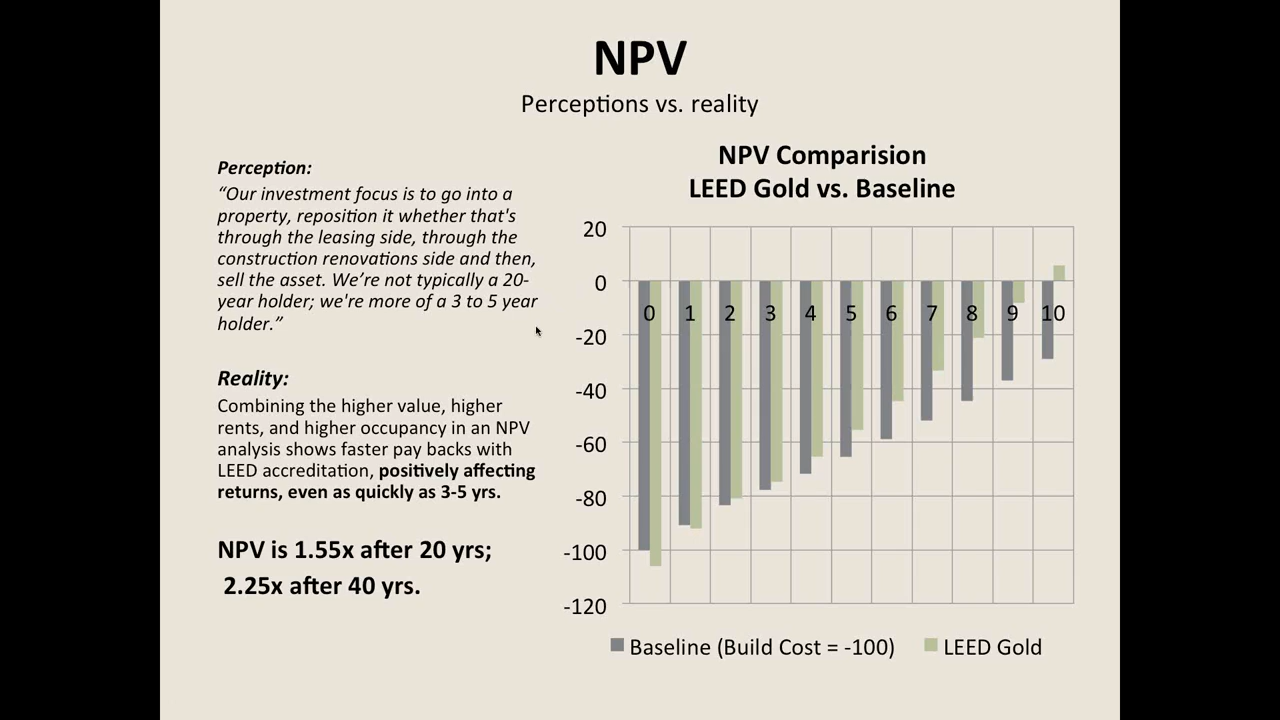 NPV
Perceptions vs. reality
Perception:
“Our investment focus is to go into a
property, reposition it whether that's
through the leasing side, through the
construction renovations side and then,
sell the asset. We’re not typically a 20-
year holder; we're more of a 3 to 5 year
holder.”
Reality:
Combining the higher value, higher
rents, and higher occupancy in an NPV
analysis shows faster pay backs with
LEED accreditation, positively affecting
returns, even as quickly as 3-5 yrs.
NPV is 1.55x after 20 yrs;
2.25x after 40 yrs.
NPV Comparision
LEED Gold vs. Baseline
20
0
-20
-40
-60
-80
-100
-120
0 1 2 3 4 5 6 7 8 9 10
Baseline (Build Cost = -100) LEED Gold